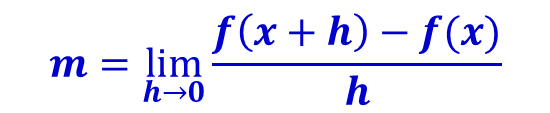 m = lim h→0 f(x + h) − f(x) / h